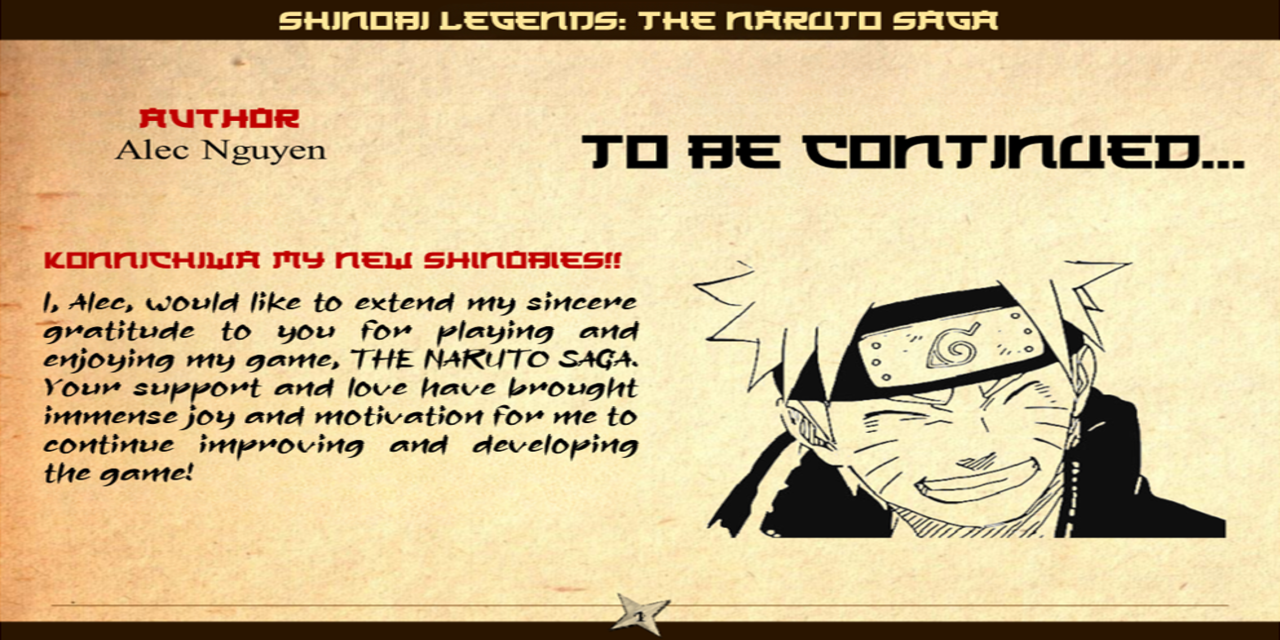 SHINOBI LEGENDS: THE NARUTO SAGA
AUTHOR
Alec Nguyen
TO BE CONTINUED...
KONNICHIWA MY NEW SHINOBIES!!
I, Alec, would like to extend my sincere
gratitude to you for playing and
enjoying my game, THE NARUTO SAGA.
Your support and love have brought
immense joy and motivation for me to
continue improving and developing
the game!